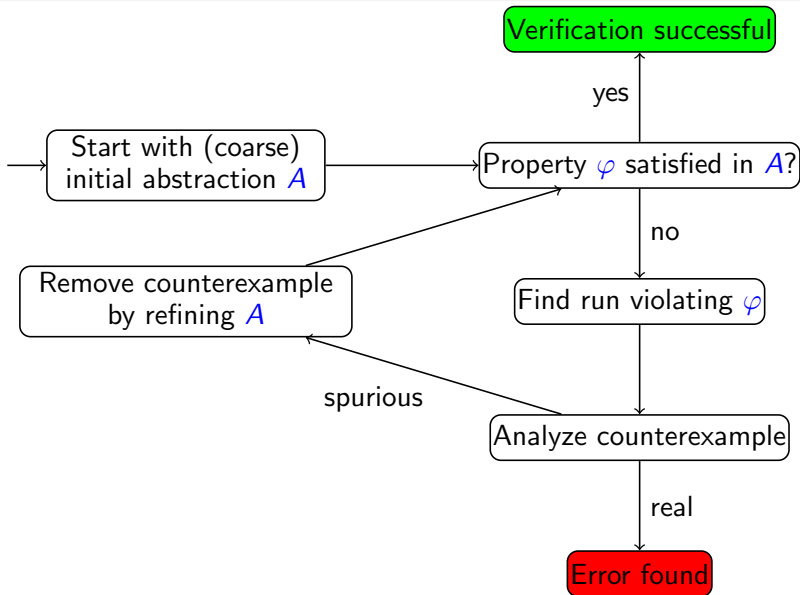 Verification successful
yes
Start with (coarse)
initial abstraction A
Property φ satisfied in A?
no
Remove counterexample
by refining A
Find run violating φ
spurious
Analyze counterexample
real
Error found